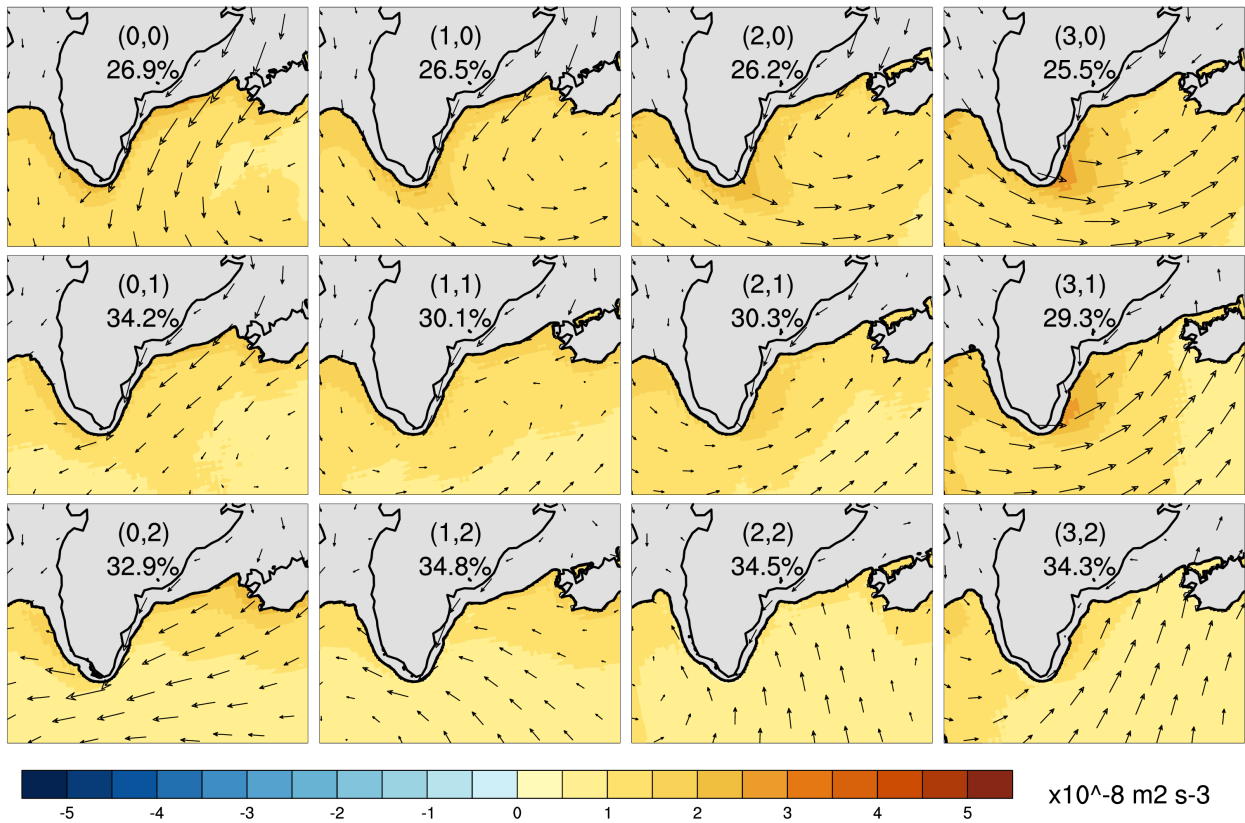 (0,0) (1,0) (2,0) (3,0)
26.9% 26.5% 26.2% 25.5%
(0,1) (1,1) (2,1) (3,1)
34.2% 30.1% 30.3% 29.3%
(0,2) (1,2) (2,2) (3,2)
32.9% 34.8% 34.5% 34.3%
-5 -4 -3 -2 -1 0 1 2 3 4 5
x10^-8 m2 s-3